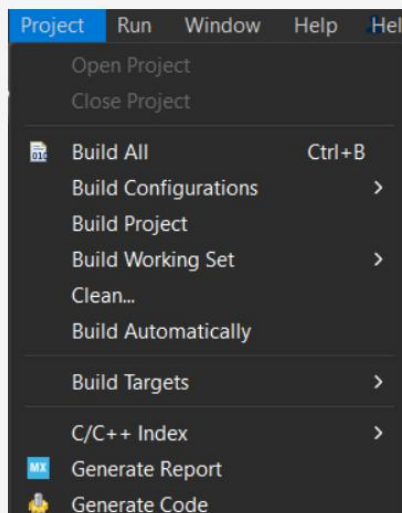 Project Run Window Help Hel
Open Project
Close Project
Build All Ctrl+B
Build Configurations
Build Project
Build Working Set
Clean...
Build Automatically
Build Targets
C/C++ Index
MX Generate Report
Generate Code